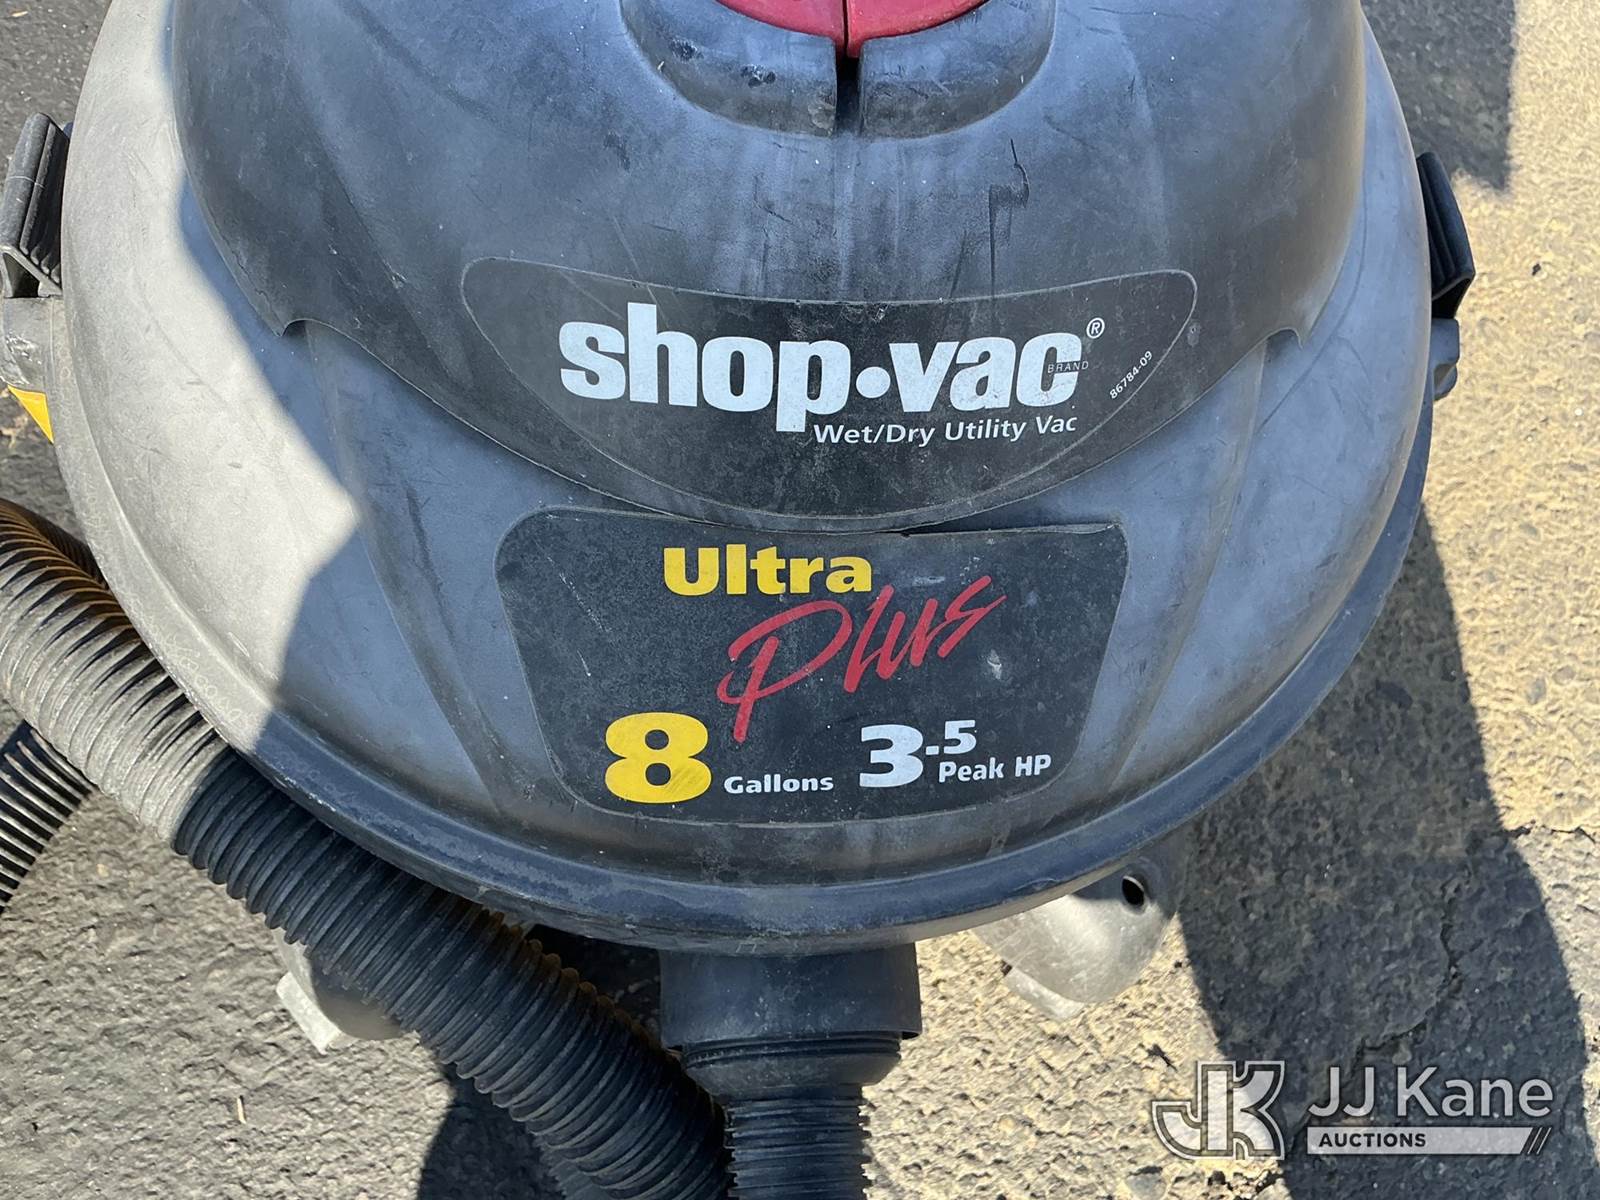 shop•vac®
BRAND
86784-09
Wet/Dry Utility Vac
Ultra
Plus
8 Gallons 3.5 Peak HP
JK JJ Kane
AUCTIONS